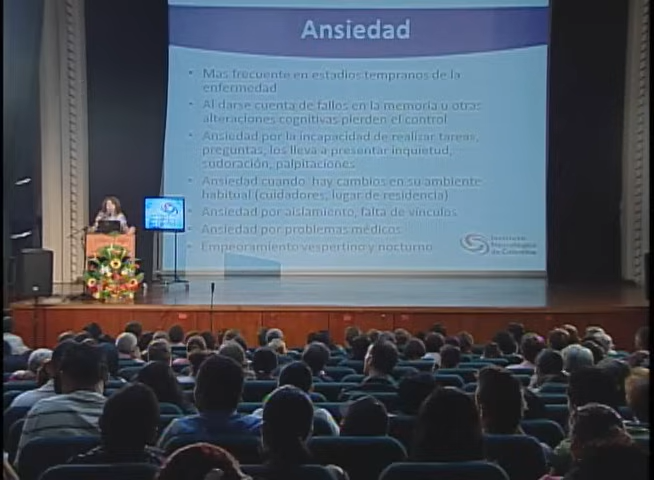 Ansiedad
• Mas frecuente en estadios tempranos de la
enfermedad
• Al darse cuenta de fallos en la memoria u otras
alteraciones cognitivas pierden el control
• Ansiedad por la incapacidad de realizar tareas,
preguntas, los lleva a presentar inquietud,
sudoración, palpitaciones
• Ansiedad cuando hay cambios en su ambiente
habitual (cuidadores, lugar de residencia)
• Ansiedad por aislamiento, falta de vínculos
• Ansiedad por problemas médicos
• Empeoramiento vespertino y nocturno
Instituto
Neurológico
de Colombia